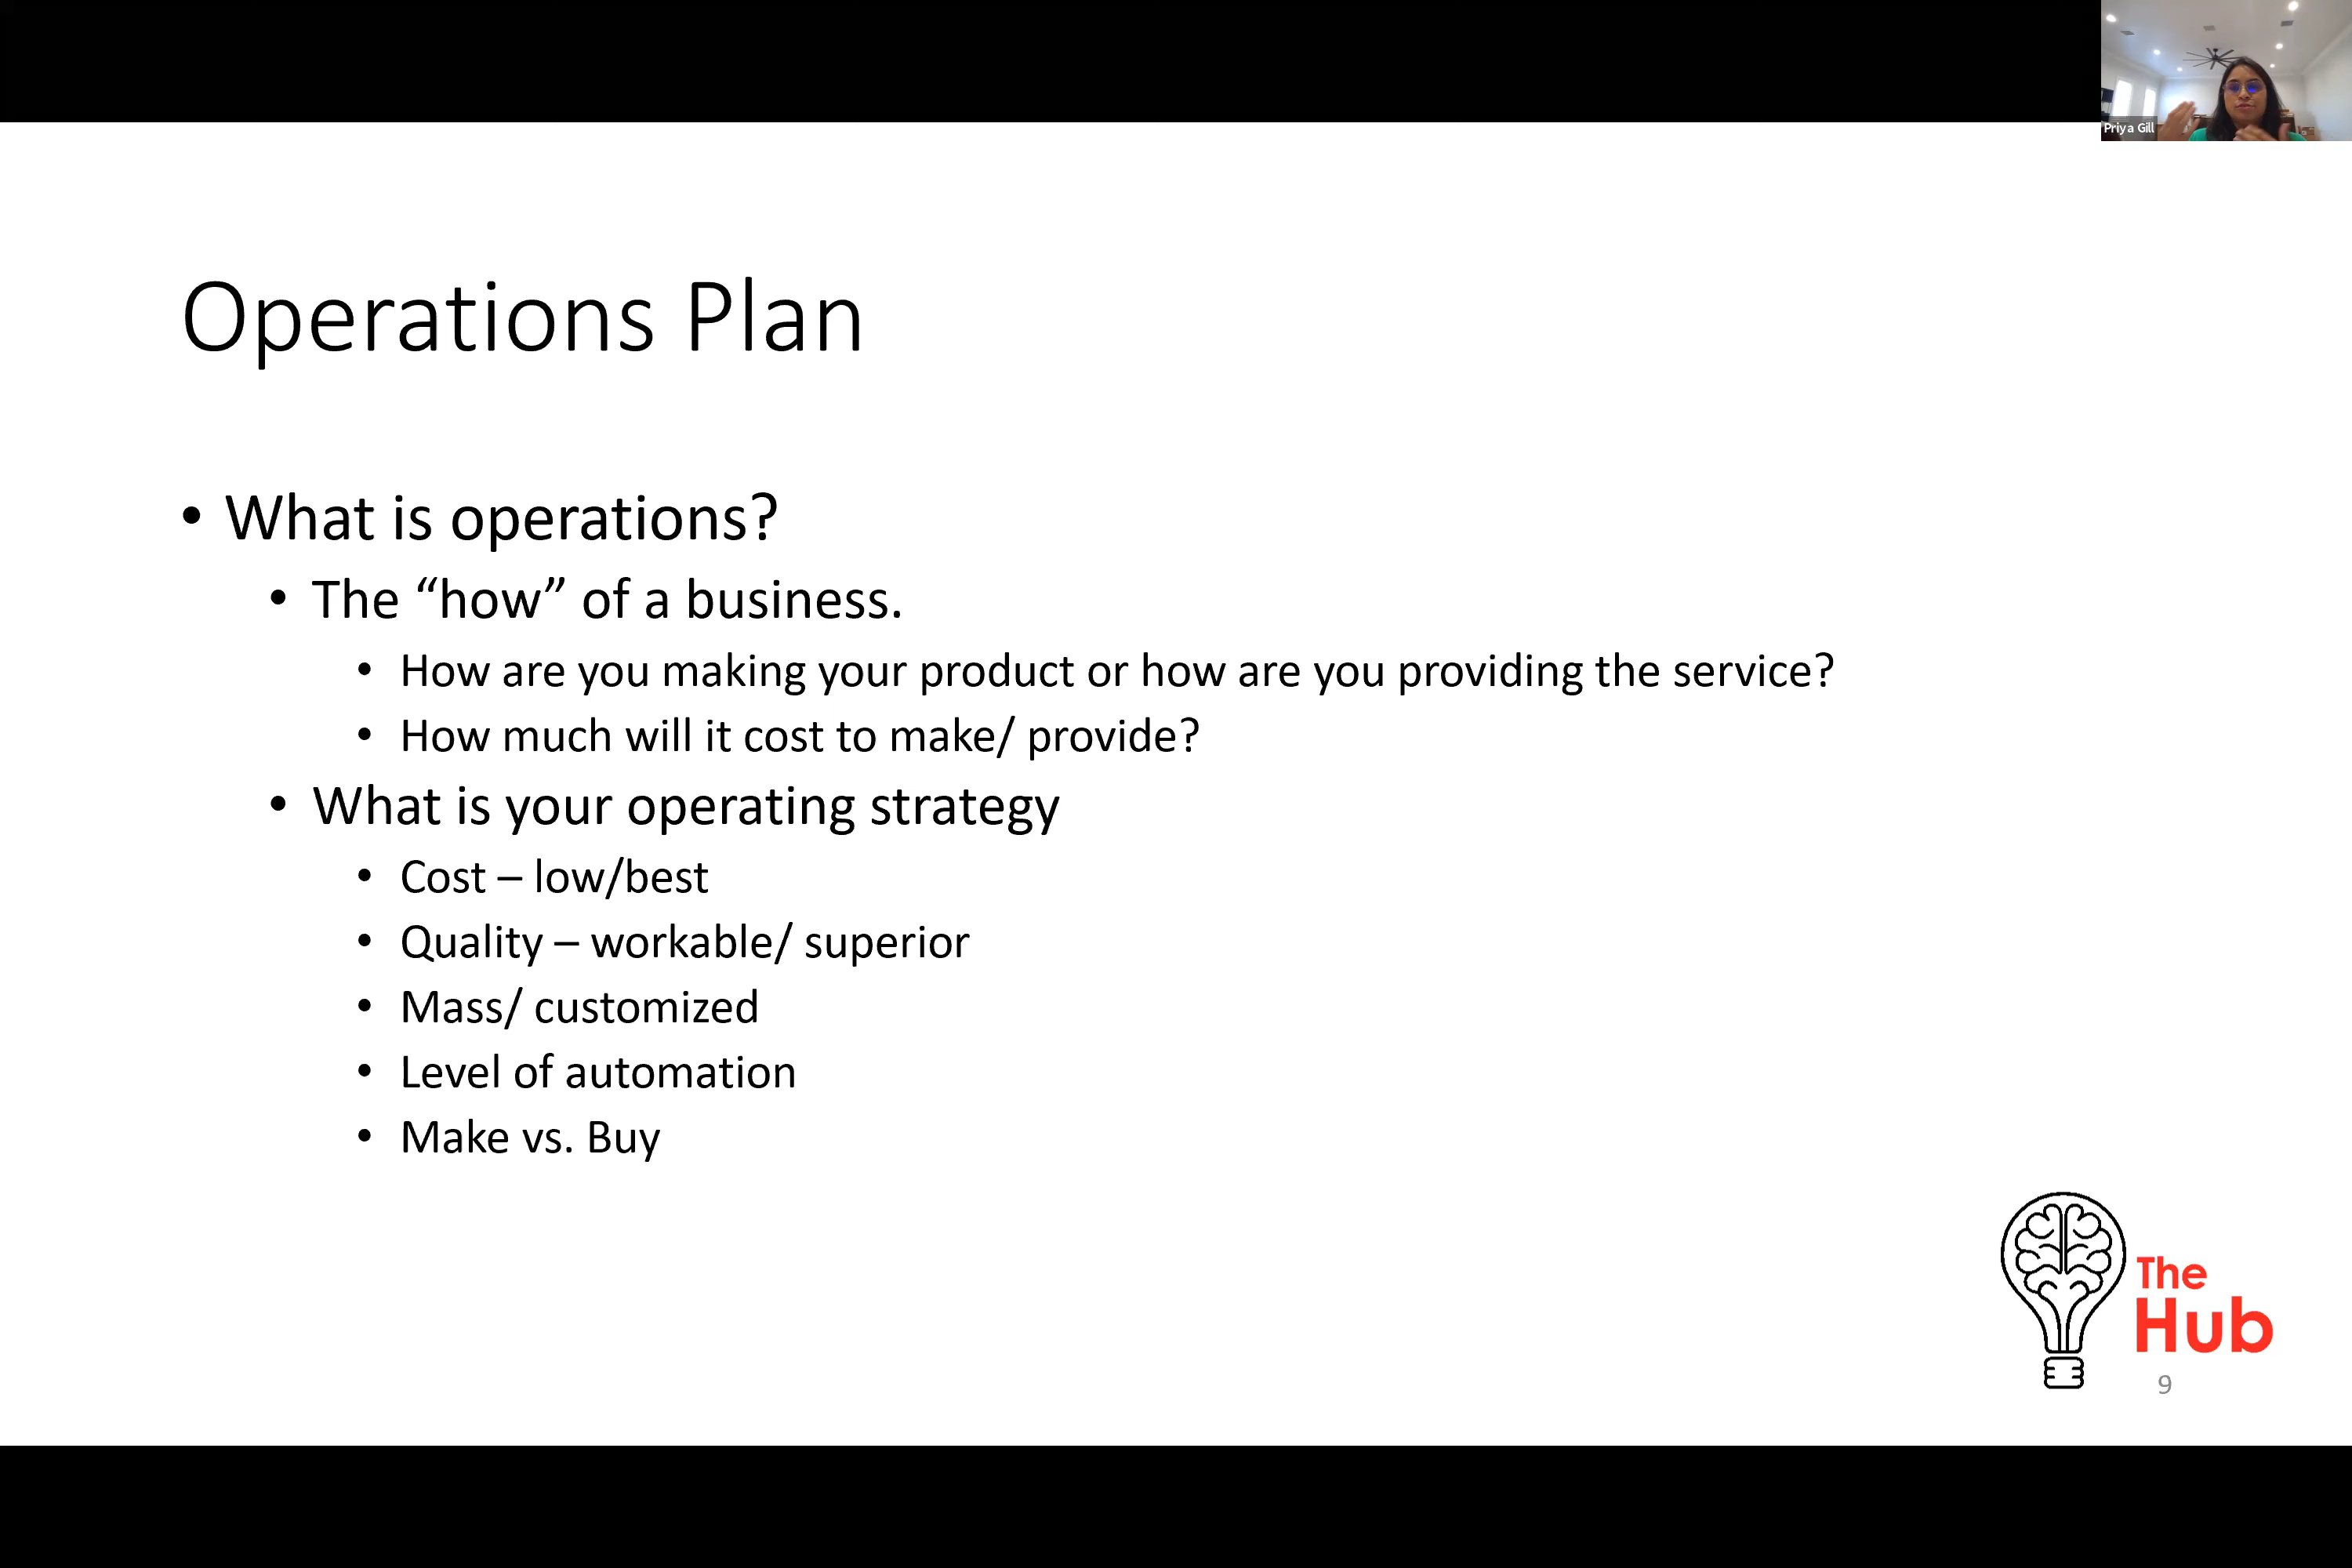 Priya Gill
Operations Plan
• What is operations?
• The “how” of a business.
• How are you making your product or how are you providing the service?
• How much will it cost to make/ provide?
• What is your operating strategy
• Cost – low/best
• Quality – workable/ superior
• Mass/ customized
• Level of automation
• Make vs. Buy
The
Hub
9